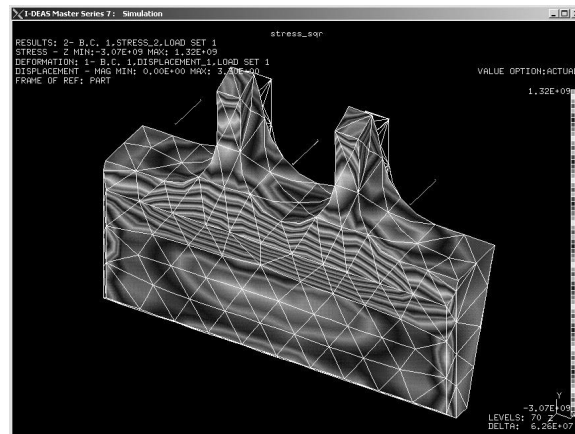 I-DEAS Master Series 7 : Simulation
stress_sqr
RESULTS: 2- B.C. 1,STRESS_2,LOAD SET 1
STRESS - Z MIN:-3.07E+09 MAX: 1.32E+09
DEFORMATION: 1- B.C. 1,DISPLACEMENT_1,LOAD SET 1
DISPLACEMENT - MAG MIN: 0.00E+00 MAX: 3.30E+00
FRAME OF REF: PART
VALUE OPTION:ACTUAL
1.32E+09
-3.07E+09
LEVELS: 70
DELTA: 6.26E+07
Y
Z